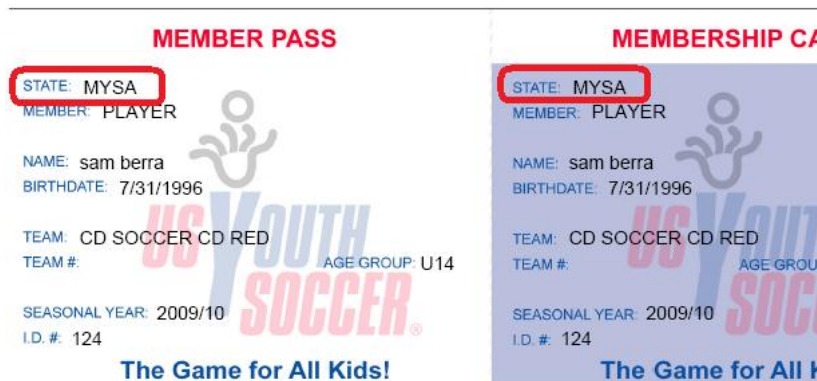 MEMBER PASS
STATE: MYSA
MEMBER: PLAYER
NAME: sam berra
BIRTHDATE: 7/31/1996
TEAM: CD SOCCER CD RED
TEAM #:
AGE GROUP: U14
SEASONAL YEAR: 2009/10
I.D. #: 124
US YOUTH SOCCER®
The Game for All Kids!
MEMBERSHIP CA
STATE: MYSA
MEMBER: PLAYER
NAME: sam berra
BIRTHDATE: 7/31/1996
TEAM: CD SOCCER CD RED
TEAM #:
AGE GROU
SEASONAL YEAR: 2009/10
I.D. #: 124
US YOUT
SOC
The Game for All